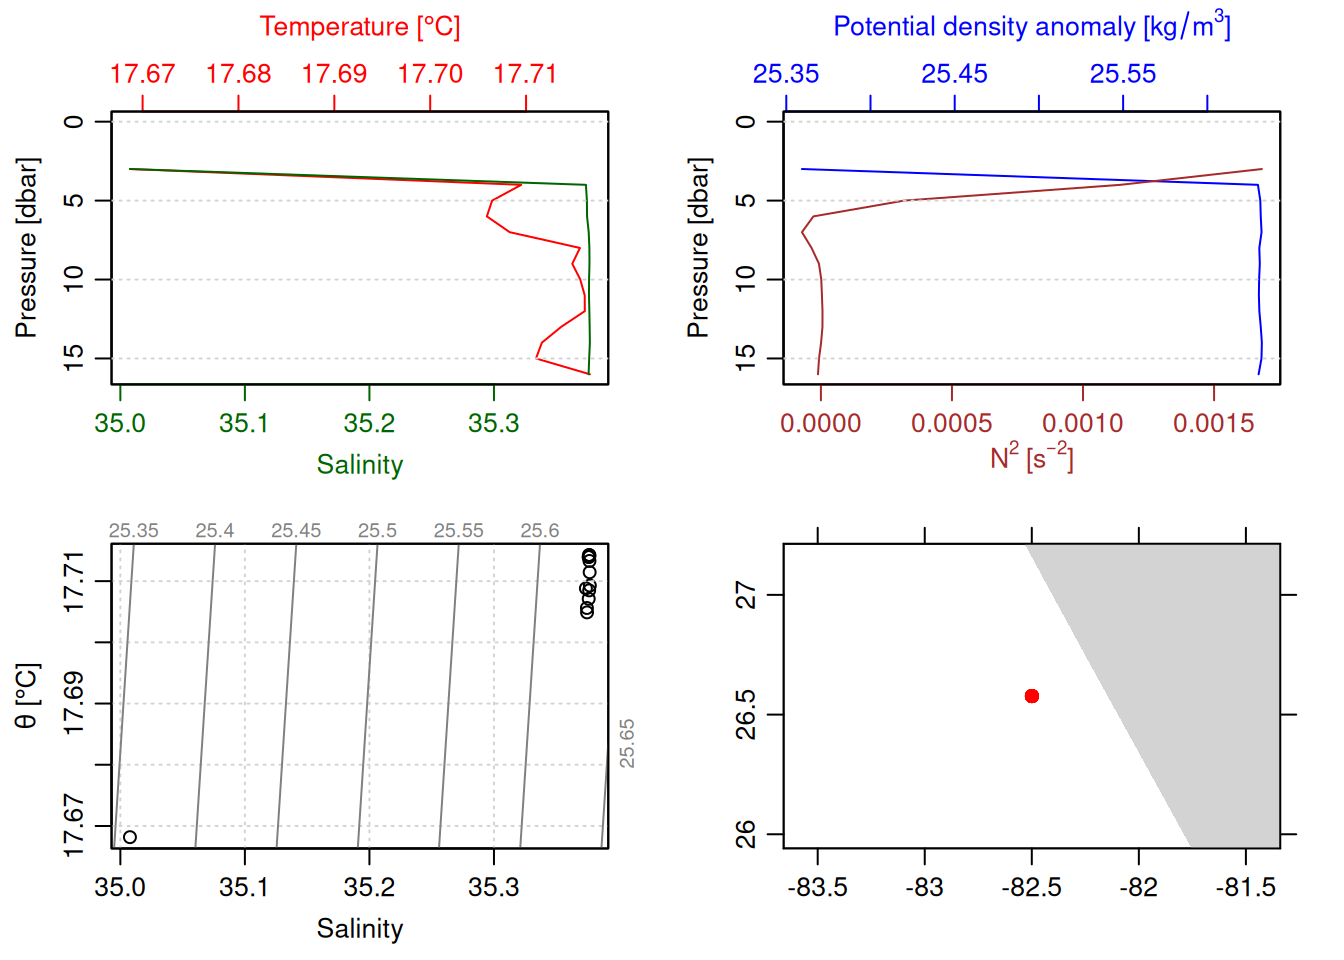 Temperature [°C]
17.67 17.68 17.69 17.70 17.71
Pressure [dbar]
0
5
10
15
35.0 35.1 35.2 35.3
Salinity
Potential density anomaly [kg/m³]
25.35 25.45 25.55
Pressure [dbar]
0
5
10
15
0.0000 0.0005 0.0010 0.0015
N² [s⁻²]
25.35 25.4 25.45 25.5 25.55 25.6
25.65
θ [°C]
17.71
17.69
17.67
35.0 35.1 35.2 35.3
Salinity
27
26.5
26
-83.5 -83 -82.5 -82 -81.5